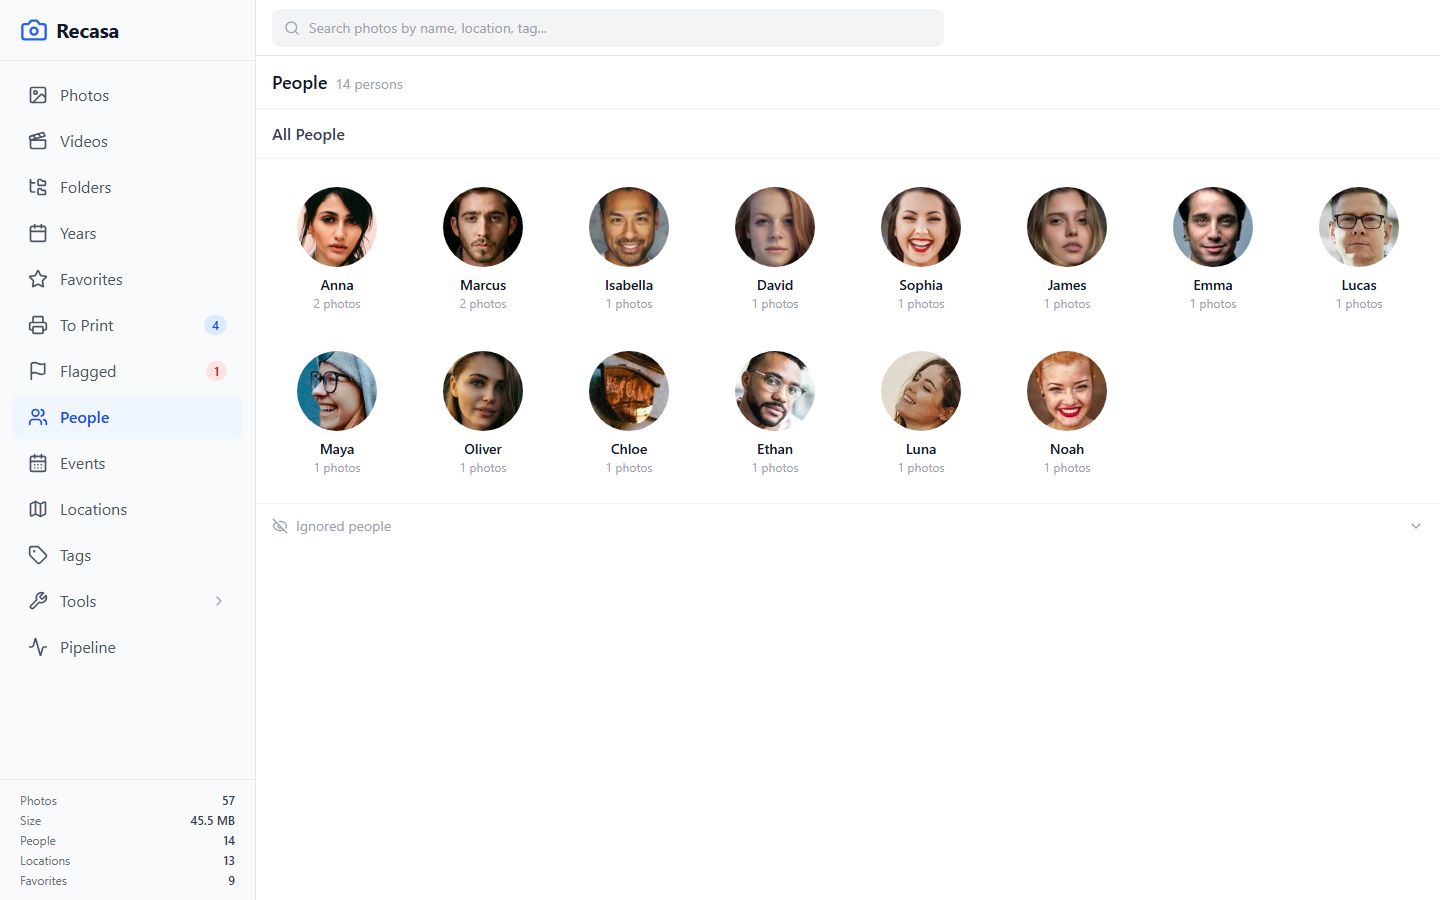 Recasa
Search photos by name, location, tag...
Photos
Videos
Folders
Years
Favorites
To Print 4
Flagged 1
People
Events
Locations
Tags
Tools
Pipeline
Photos 57
Size 45.5 MB
People 14
Locations 13
Favorites 9
People 14 persons
All People
Anna
2 photos
Marcus
2 photos
Isabella
1 photos
David
1 photos
Sophia
1 photos
James
1 photos
Emma
1 photos
Lucas
1 photos
Maya
1 photos
Oliver
1 photos
Chloe
1 photos
Ethan
1 photos
Luna
1 photos
Noah
1 photos
Ignored people